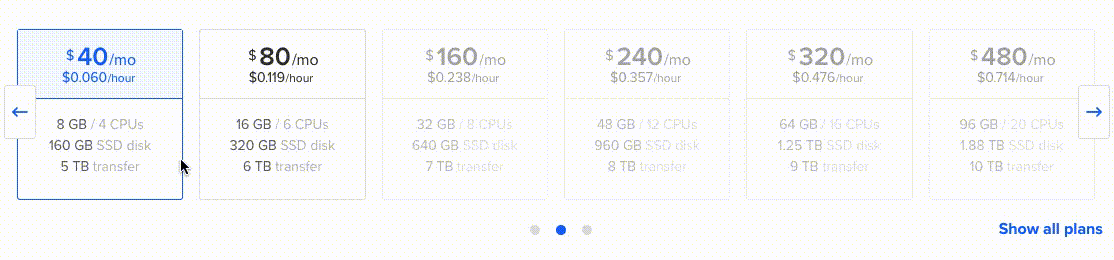 $40/mo
$0.060/hour
8 GB / 4 CPUs
160 GB SSD disk
5 TB transfer
$80/mo
$0.119/hour
16 GB / 6 CPUs
320 GB SSD disk
6 TB transfer
$160/mo
$0.238/hour
32 GB / 8 CPUs
640 GB SSD disk
7 TB transfer
$240/mo
$0.357/hour
48 GB / 12 CPUs
960 GB SSD disk
8 TB transfer
$320/mo
$0.476/hour
64 GB / 16 CPUs
1.25 TB SSD disk
9 TB transfer
$480/mo
$0.714/hour
96 GB / 20 CPUs
1.88 TB SSD disk
10 TB transfer
Show all plans